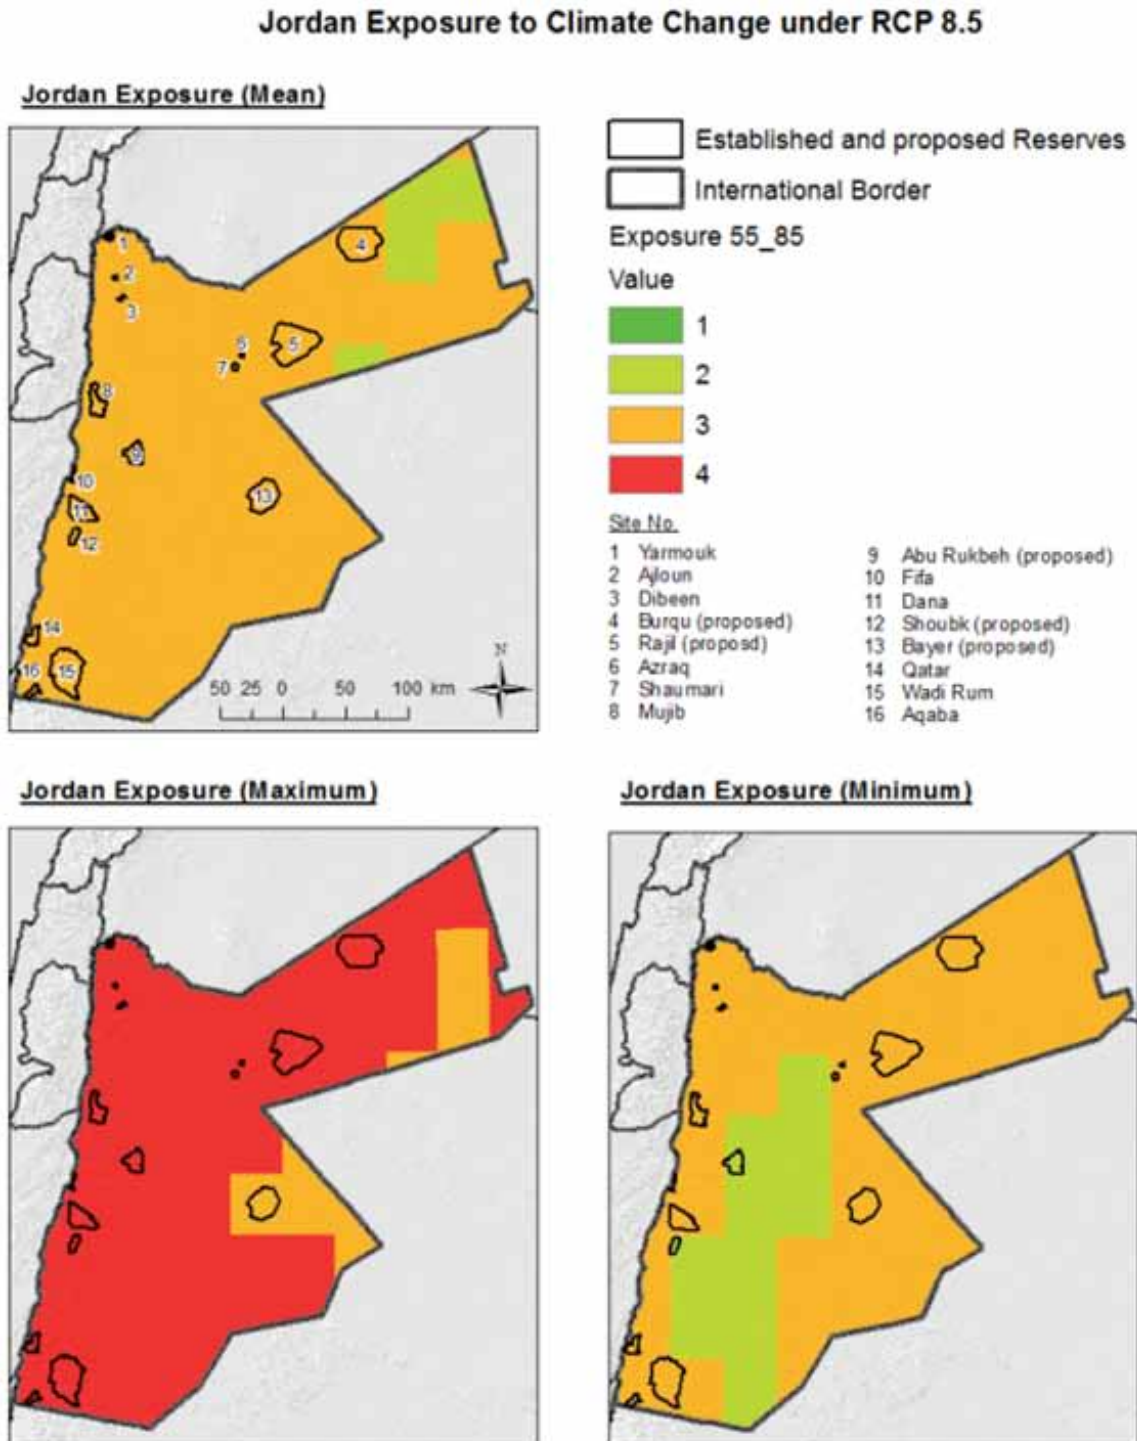 Jordan Exposure to Climate Change under RCP 8.5
Jordan Exposure (Mean)
1
2
3
4
5
6
7
8
9
10
11
12
13
14
15
16
N
50 25 0 50 100 km
Established and proposed Reserves
International Border
Exposure 55_85
Value
1
2
3
4
Site No.
1 Yarmouk
2 Ajloun
3 Dibeen
4 Burqu (proposed)
5 Rajil (proposd)
6 Azraq
7 Shaumari
8 Mujib
9 Abu Rukbeh (proposed)
10 Fifa
11 Dana
12 Shoubk (proposed)
13 Bayer (proposed)
14 Qatar
15 Wadi Rum
16 Aqaba
Jordan Exposure (Maximum)
Jordan Exposure (Minimum)